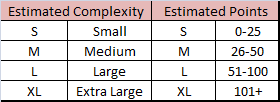 Estimated Complexity Estimated Points
S Small S 0-25
M Medium M 26-50
L Large L 51-100
XL Extra Large XL 101+